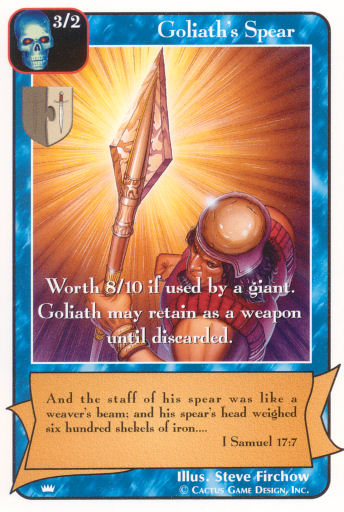 3/2
Goliath's Spear
Worth 8/10 if used by a giant.
Goliath may retain as a weapon
until discarded.
And the staff of his spear was like a
weaver's beam; and his spear's head weighed
six hundred shekels of iron....
I Samuel 17:7
Illus. Steve Firchow
© CACTUS GAME DESIGN, INC.